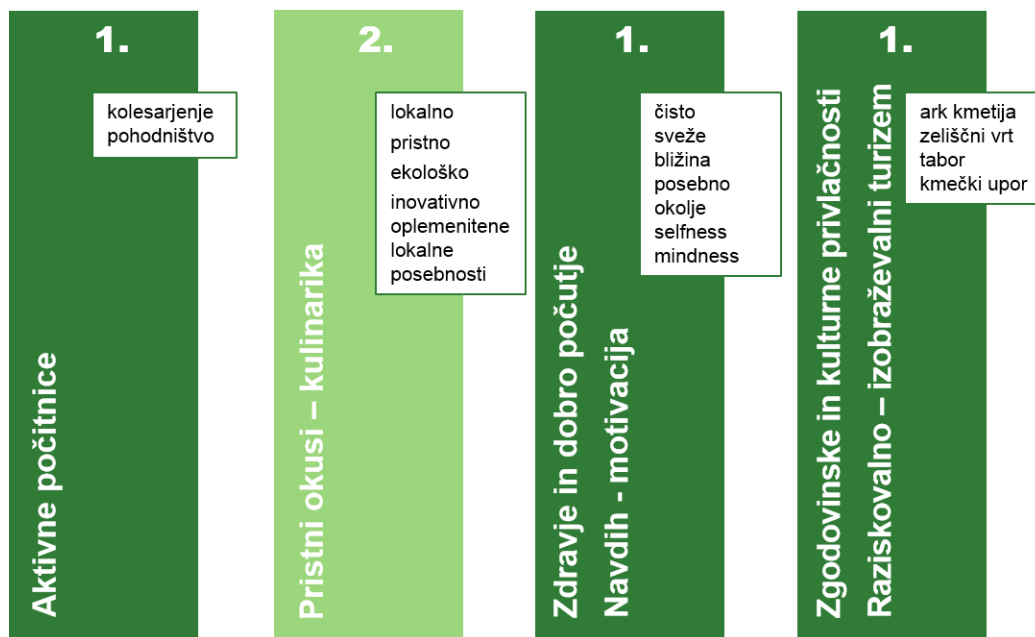 1.
kolesarjenje
pohodništvo
Aktivne počitnice
2.
lokalno
pristno
ekološko
inovativno
oplemenitene
lokalne
posebnosti
Pristni okusi – kulinarika
1.
čisto
sveže
bližina
posebno
okolje
selfness
mindness
Zdravje in dobro počutje
Navdih - motivacija
1.
ark kmetija
zeliščni vrt
tabor
kmečki upor
Zgodovinske in kulturne privlačnosti
Raziskovalno – izobraževalni turizem